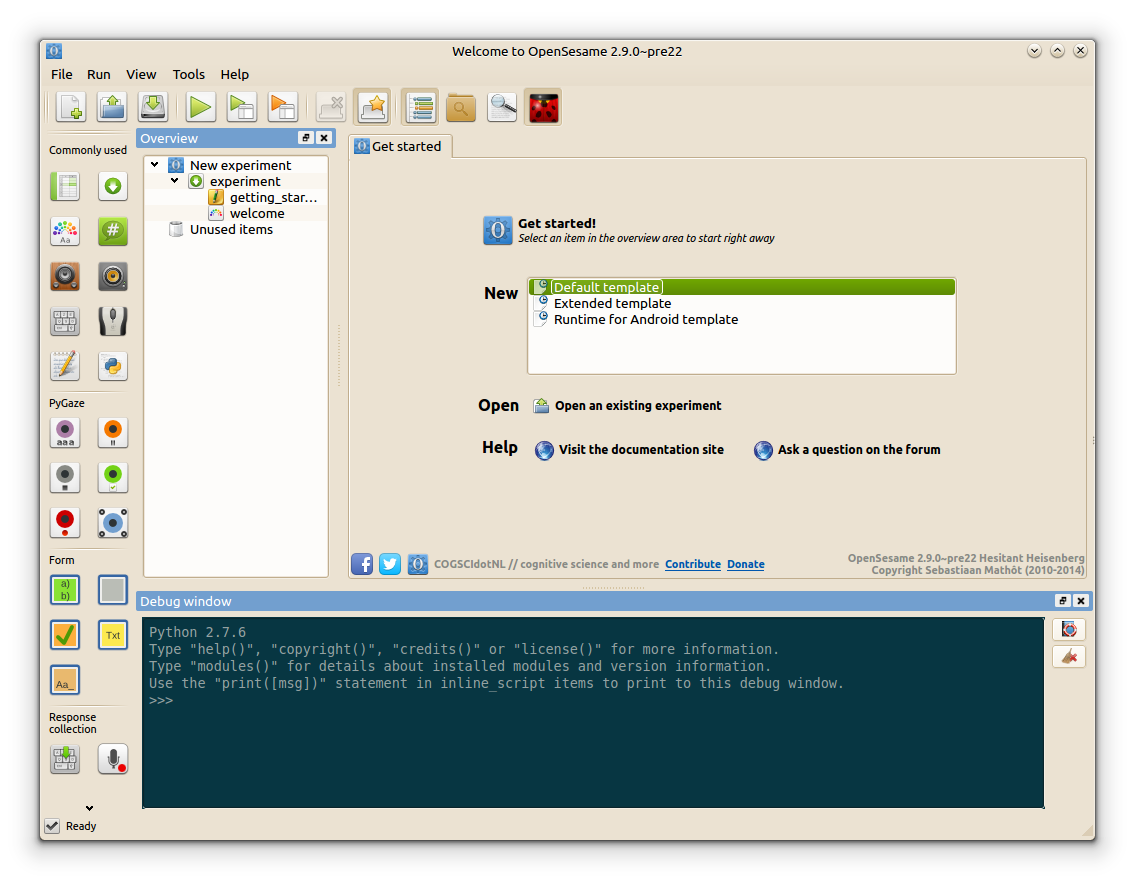 Welcome to OpenSesame 2.9.0~pre22
File Run View Tools Help
Commonly used
Overview
New experiment
experiment
getting_star...
welcome
Unused items
Aa
#
PyGaze
aaa
Form
a)
b)
Txt
Aa_
Response
collection
Ready
Get started
Get started!
Select an item in the overview area to start right away
New
Default template
Extended template
Runtime for Android template
Open
Open an existing experiment
Help
Visit the documentation site
Ask a question on the forum
COGSCIdotNL // cognitive science and more Contribute Donate
OpenSesame 2.9.0~pre22 Hesitant Heisenberg
Copyright Sebastiaan Mathôt (2010-2014)
Debug window
Python 2.7.6
Type "help()", "copyright()", "credits()" or "license()" for more information.
Type "modules()" for details about installed modules and version information.
Use the "print([msg])" statement in inline_script items to print to this debug window.
>>>